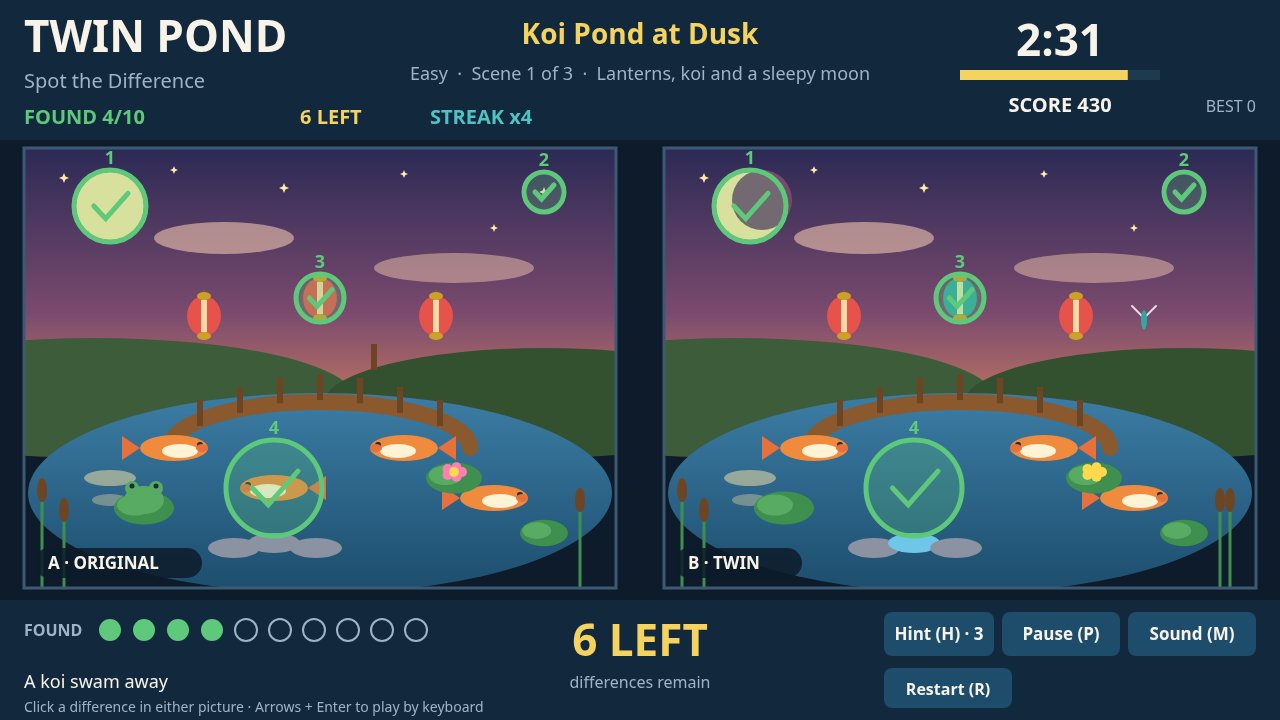 TWIN POND
Spot the Difference
FOUND 4/10
6 LEFT
STREAK x4
Koi Pond at Dusk
Easy · Scene 1 of 3 · Lanterns, koi and a sleepy moon
2:31
SCORE 430
BEST 0
1
2
3
4
A · ORIGINAL
1
2
3
4
B · TWIN
FOUND
A koi swam away
Click a difference in either picture · Arrows + Enter to play by keyboard
6 LEFT
differences remain
Hint (H) · 3
Pause (P)
Sound (M)
Restart (R)